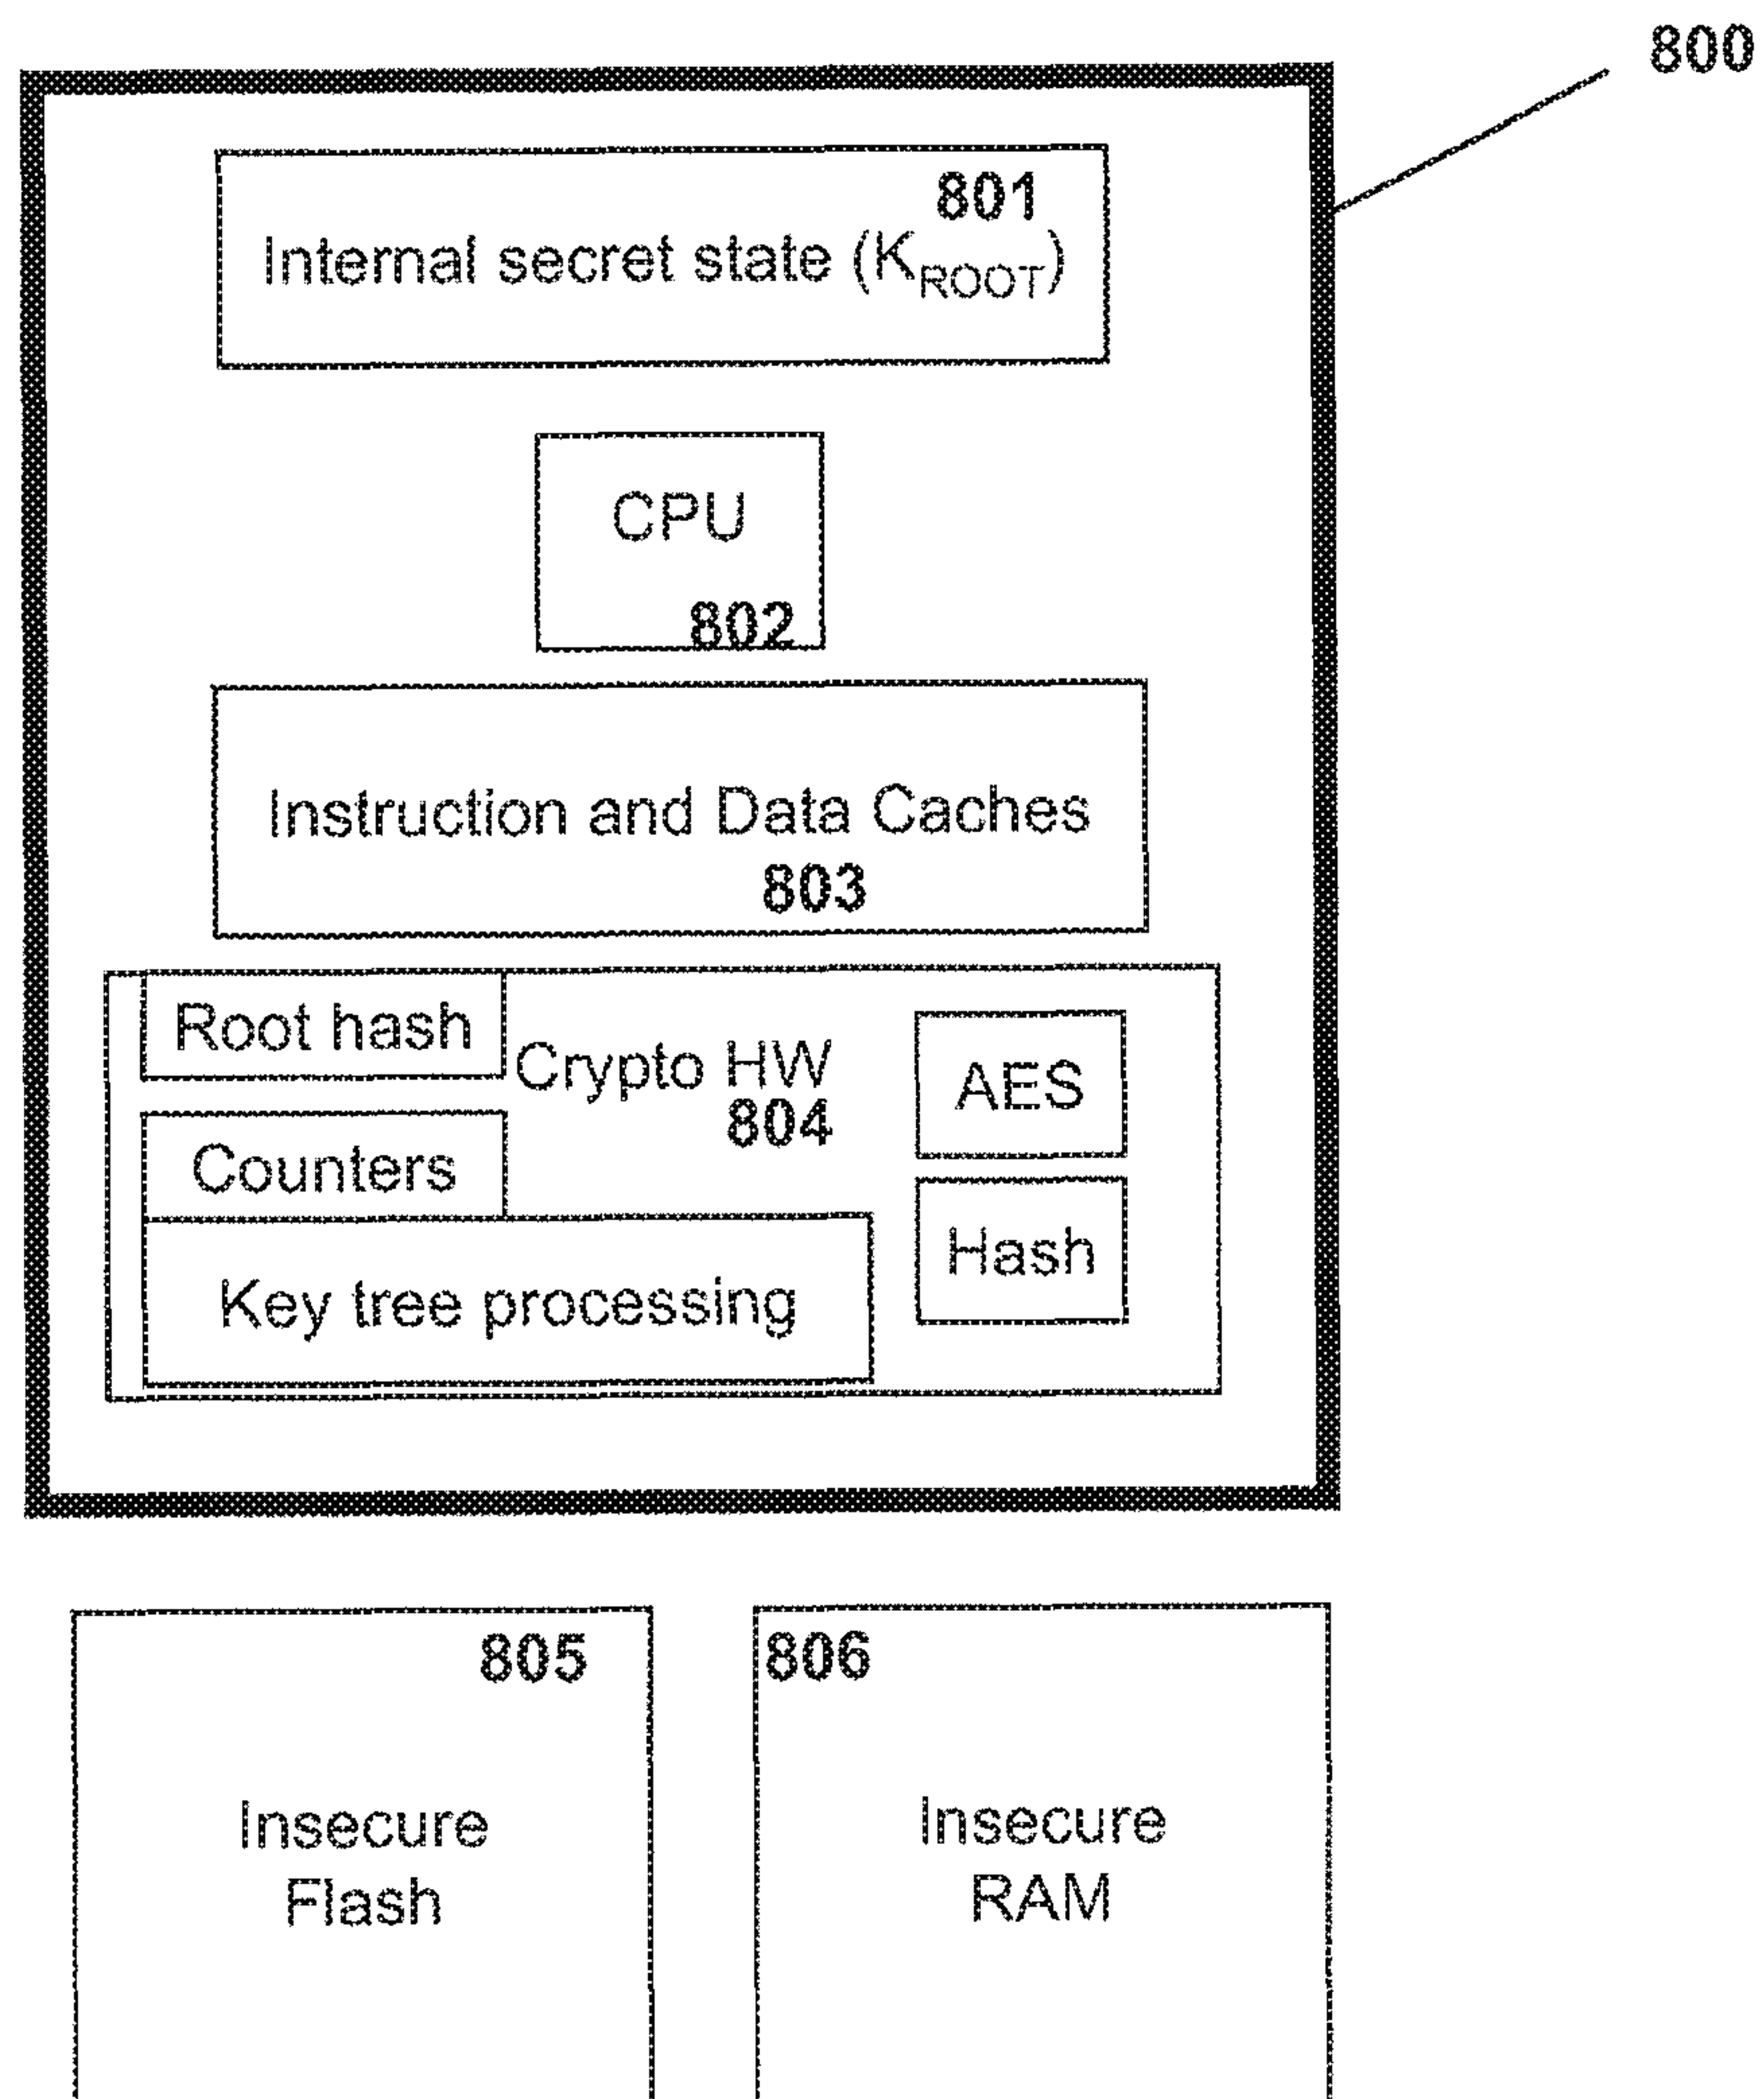 800
801
Internal secret state (K_ROOT)
CPU
802
Instruction and Data Caches
803
Root hash
Crypto HW
804
AES
Counters
Hash
Key tree processing
805
806
Insecure
Flash
Insecure
RAM